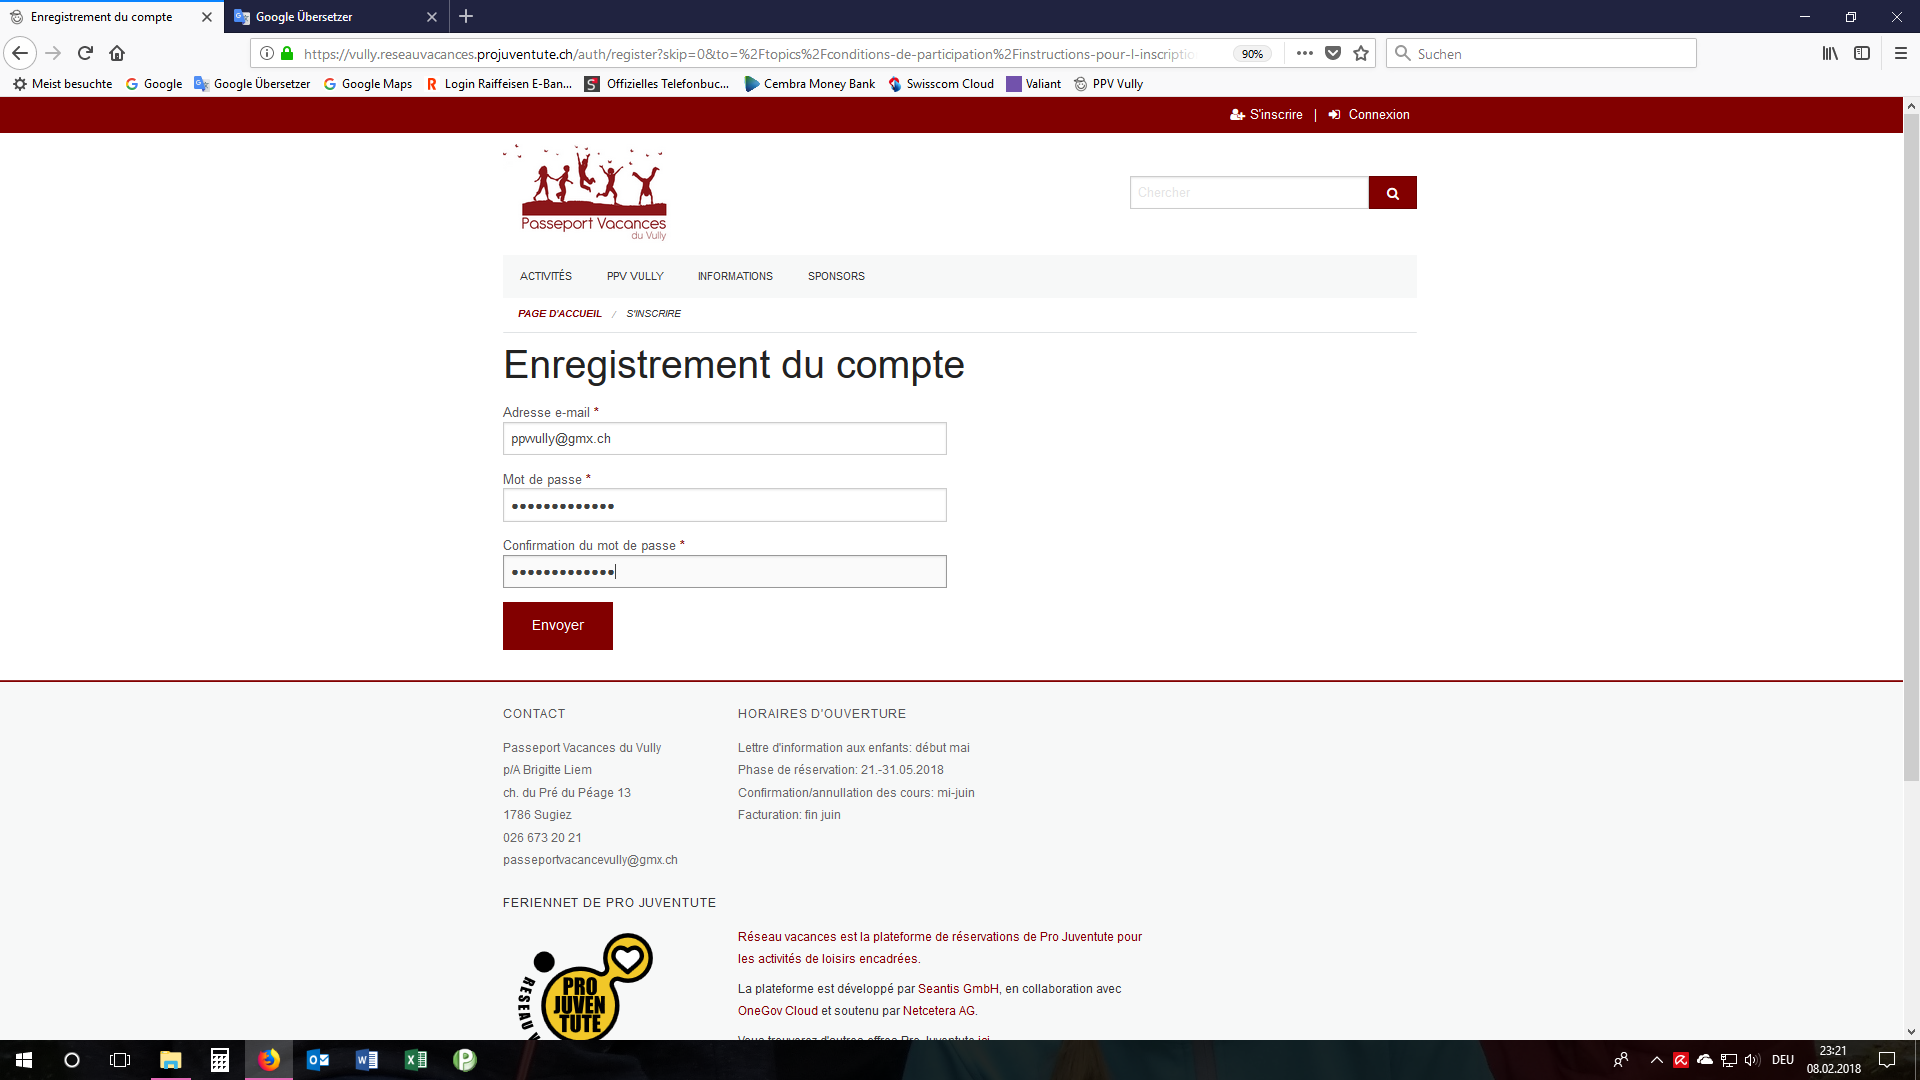 Enregistrement du compte
Google Übersetzer
https://vully.reseauvacances.projuventute.ch/auth/register?skip=0&to=%2Ftopics%2Fconditions-de-participation%2Finstructions-pour-l-inscriptio
90%
Suchen
Meist besuchte
Google
Google Übersetzer
Google Maps
Login Raiffeisen E-Ban...
Offizielles Telefonbuc...
Cembra Money Bank
Swisscom Cloud
Valiant
PPV Vully
S'inscrire | Connexion
Passeport Vacances
du Vully
Chercher
ACTIVITÉS
PPV VULLY
INFORMATIONS
SPONSORS
PAGE D'ACCUEIL / S'INSCRIRE
Enregistrement du compte
Adresse e-mail *
ppvvully@gmx.ch
Mot de passe *
•••••••••••••
Confirmation du mot de passe *
•••••••••••••
Envoyer
CONTACT
Passeport Vacances du Vully
p/A Brigitte Liem
ch. du Pré du Péage 13
1786 Sugiez
026 673 20 21
passeportvacancevully@gmx.ch
HORAIRES D'OUVERTURE
Lettre d'information aux enfants: début mai
Phase de réservation: 21.-31.05.2018
Confirmation/annullation des cours: mi-juin
Facturation: fin juin
FERIENNET DE PRO JUVENTUTE
PRO
JUVEN
TUTE
RESEAU V
Réseau vacances est la plateforme de réservations de Pro Juventute pour
les activités de loisirs encadrées.
La plateforme est développé par Seantis GmbH, en collaboration avec
OneGov Cloud et soutenu par Netcetera AG.
Vous trouverez d'autres offres Pro Juventute ici
DEU
23:21
08.02.2018